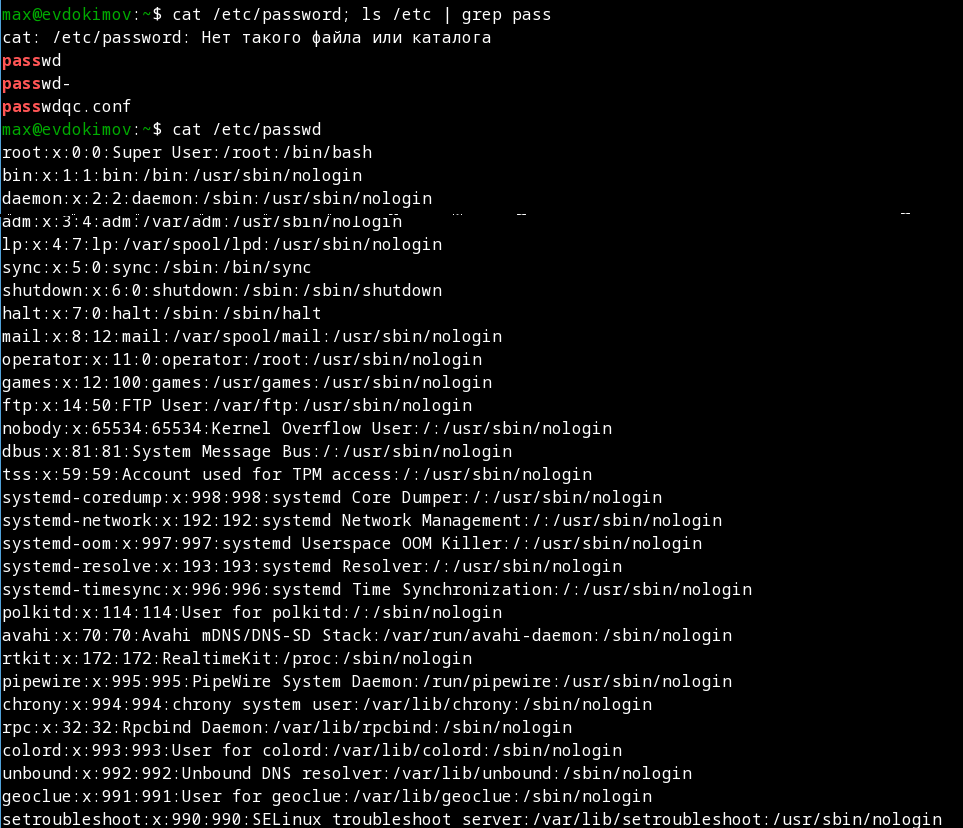 max@evdokimov:~$ cat /etc/password; ls /etc | grep pass
cat: /etc/password: Нет такого файла или каталога
passwd
passwd-
passwdqc.conf
max@evdokimov:~$ cat /etc/passwd
root:x:0:0:Super User:/root:/bin/bash
bin:x:1:1:bin:/bin:/usr/sbin/nologin
daemon:x:2:2:daemon:/sbin:/usr/sbin/nologin
adm:x:3:4:adm:/var/adm:/usr/sbin/nologin
lp:x:4:7:lp:/var/spool/lpd:/usr/sbin/nologin
sync:x:5:0:sync:/sbin:/bin/sync
shutdown:x:6:0:shutdown:/sbin:/sbin/shutdown
halt:x:7:0:halt:/sbin:/sbin/halt
mail:x:8:12:mail:/var/spool/mail:/usr/sbin/nologin
operator:x:11:0:operator:/root:/usr/sbin/nologin
games:x:12:100:games:/usr/games:/usr/sbin/nologin
ftp:x:14:50:FTP User:/var/ftp:/usr/sbin/nologin
nobody:x:65534:65534:Kernel Overflow User:/:/usr/sbin/nologin
dbus:x:81:81:System Message Bus:/:/usr/sbin/nologin
tss:x:59:59:Account used for TPM access:/:/usr/sbin/nologin
systemd-coredump:x:998:998:systemd Core Dumper:/:/usr/sbin/nologin
systemd-network:x:192:192:systemd Network Management:/:/usr/sbin/nologin
systemd-oom:x:997:997:systemd Userspace OOM Killer:/:/usr/sbin/nologin
systemd-resolve:x:193:193:systemd Resolver:/:/usr/sbin/nologin
systemd-timesync:x:996:996:systemd Time Synchronization:/:/usr/sbin/nologin
polkitd:x:114:114:User for polkitd:/:/sbin/nologin
avahi:x:70:70:Avahi mDNS/DNS-SD Stack:/var/run/avahi-daemon:/sbin/nologin
rtkit:x:172:172:RealtimeKit:/proc:/sbin/nologin
pipewire:x:995:995:PipeWire System Daemon:/run/pipewire:/usr/sbin/nologin
chrony:x:994:994:chrony system user:/var/lib/chrony:/sbin/nologin
rpc:x:32:32:Rpcbind Daemon:/var/lib/rpcbind:/sbin/nologin
colord:x:993:993:User for colord:/var/lib/colord:/sbin/nologin
unbound:x:992:992:Unbound DNS resolver:/var/lib/unbound:/sbin/nologin
geoclue:x:991:991:User for geoclue:/var/lib/geoclue:/sbin/nologin
setroubleshoot:x:990:990:SELinux troubleshoot server:/var/lib/setroubleshoot:/usr/sbin/nologin